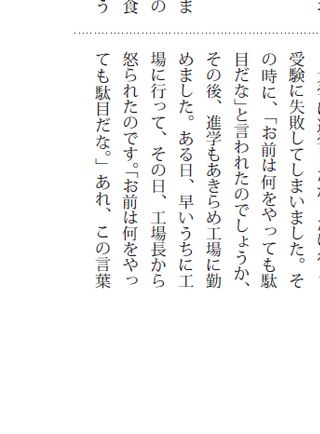 ま
の
食
う
受験に失敗してしまいました。そ
の時に、「お前は何をやっても駄
目だな」と言われたのでしょうか、
その後、進学もあきらめ工場に勤
めました。ある日、早いうちに工
場に行って、その日、工場長から
怒られたのです。「お前は何をやっ
ても駄目だな。」あれ、この言葉